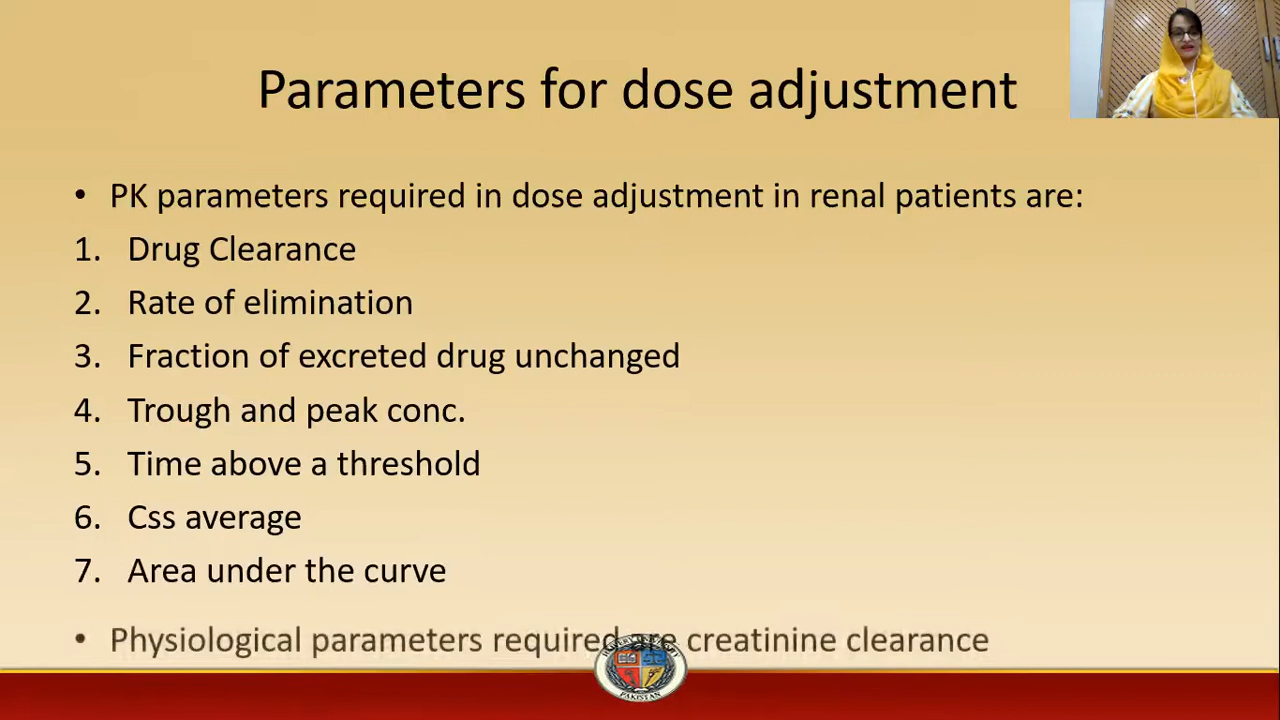 Parameters for dose adjustment
• PK parameters required in dose adjustment in renal patients are:
1. Drug Clearance
2. Rate of elimination
3. Fraction of excreted drug unchanged
4. Trough and peak conc.
5. Time above a threshold
6. Css average
7. Area under the curve
• Physiological parameters required are creatinine clearance
PAKISTAN